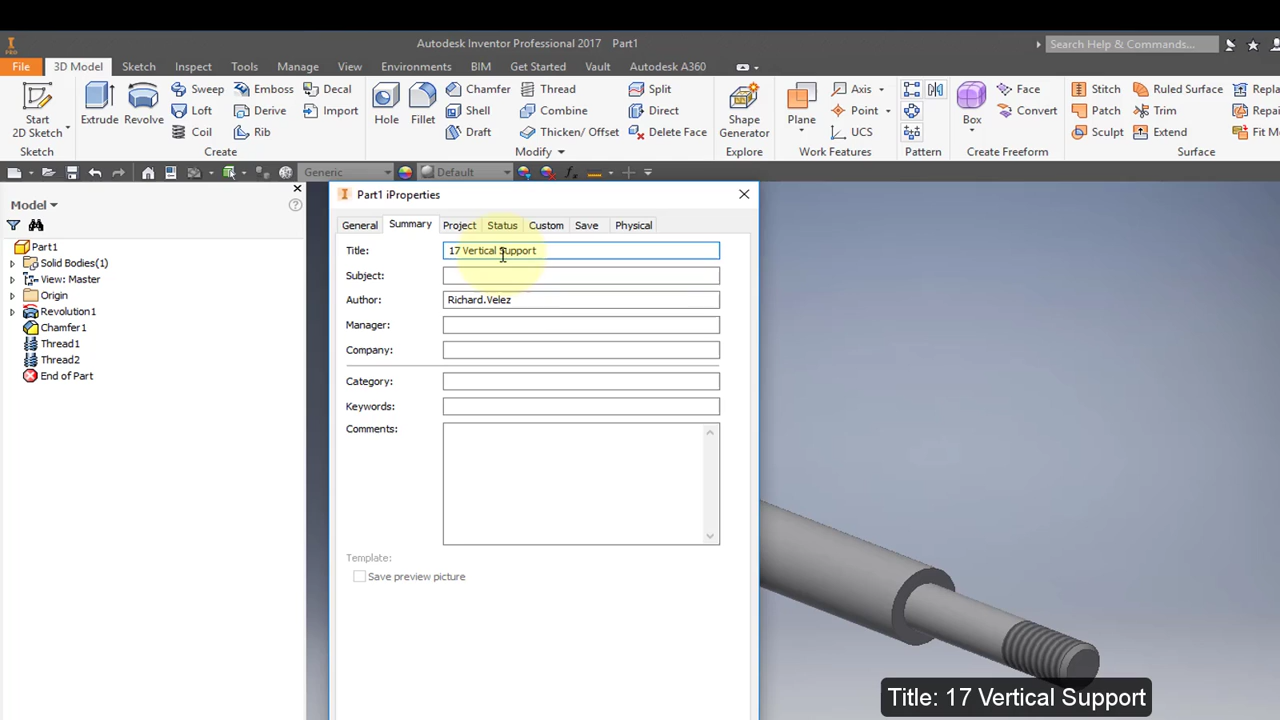 Autodesk Inventor Professional 2017 Part1
Search Help & Commands...
PRO
File 3D Model Sketch Inspect Tools Manage View Environments BIM Get Started Vault Autodesk A360
Start
2D Sketch
Sketch
Extrude
Revolve
Sweep
Loft
Coil
Emboss
Derive
Rib
Decal
Import
Create
Hole
Fillet
Chamfer
Shell
Draft
Thread
Combine
Thicken/ Offset
Split
Direct
Delete Face
Modify
Shape
Generator
Explore
Plane
Axis
Point
UCS
Work Features
Pattern
Box
Face
Convert
Create Freeform
Stitch
Patch
Sculpt
Ruled Surface
Trim
Extend
Surface
Generic
Default
Model
Part1
Solid Bodies(1)
View: Master
Origin
Revolution1
Chamfer1
Thread1
Thread2
End of Part
Part1 iProperties
General Summary Project Status Custom Save Physical
Title: 17 Vertical Support
Subject:
Author: Richard.Velez
Manager:
Company:
Category:
Keywords:
Comments:
Template:
Save preview picture
Title: 17 Vertical Support